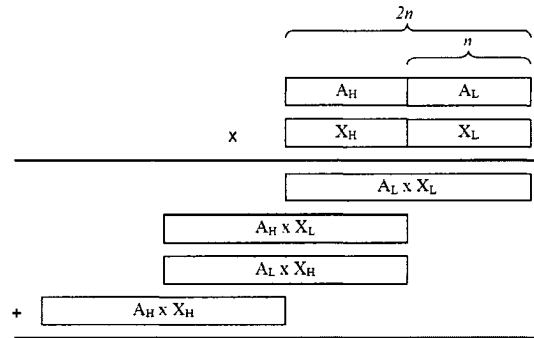 2n
n
A_H A_L
x X_H X_L
A_L x X_L
A_H x X_L
A_L x X_H
+ A_H x X_H